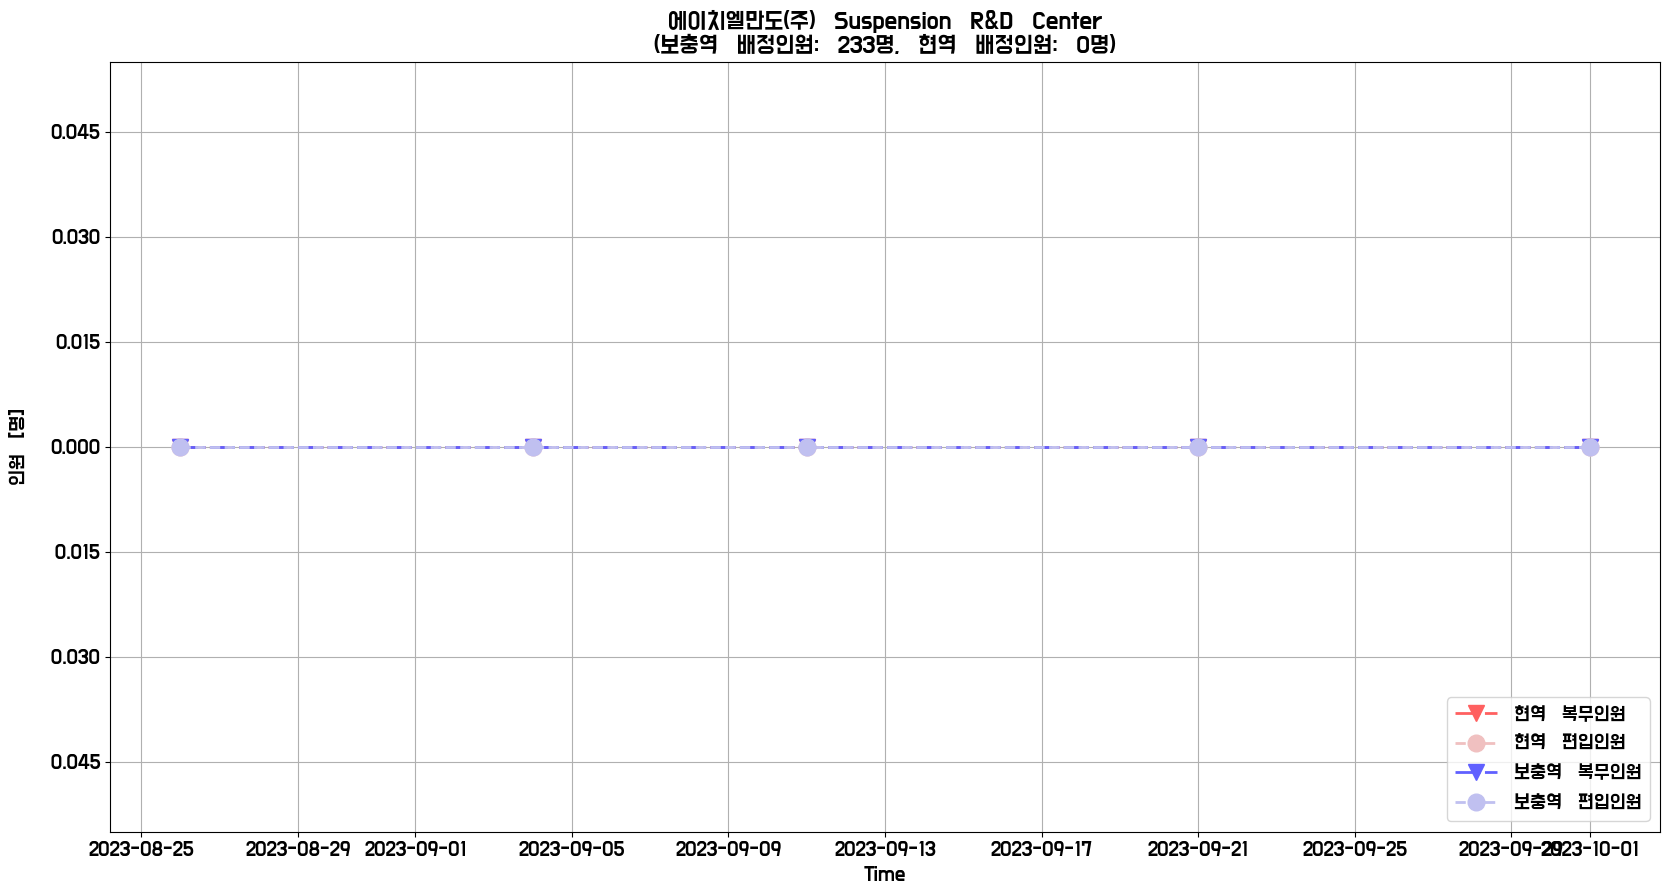 에이치엘만도(주) Suspension R&D Center
(보충역 배정인원: 233명, 현역 배정인원: 0명)
인원 [명]
0.045
0.030
0.015
0.000
0.015
0.030
0.045
현역 복무인원
현역 편입인원
보충역 복무인원
보충역 편입인원
2023-08-25 2023-08-29 2023-09-01 2023-09-05 2023-09-09 2023-09-13 2023-09-17 2023-09-21 2023-09-25 2023-09-29 2023-10-01
Time